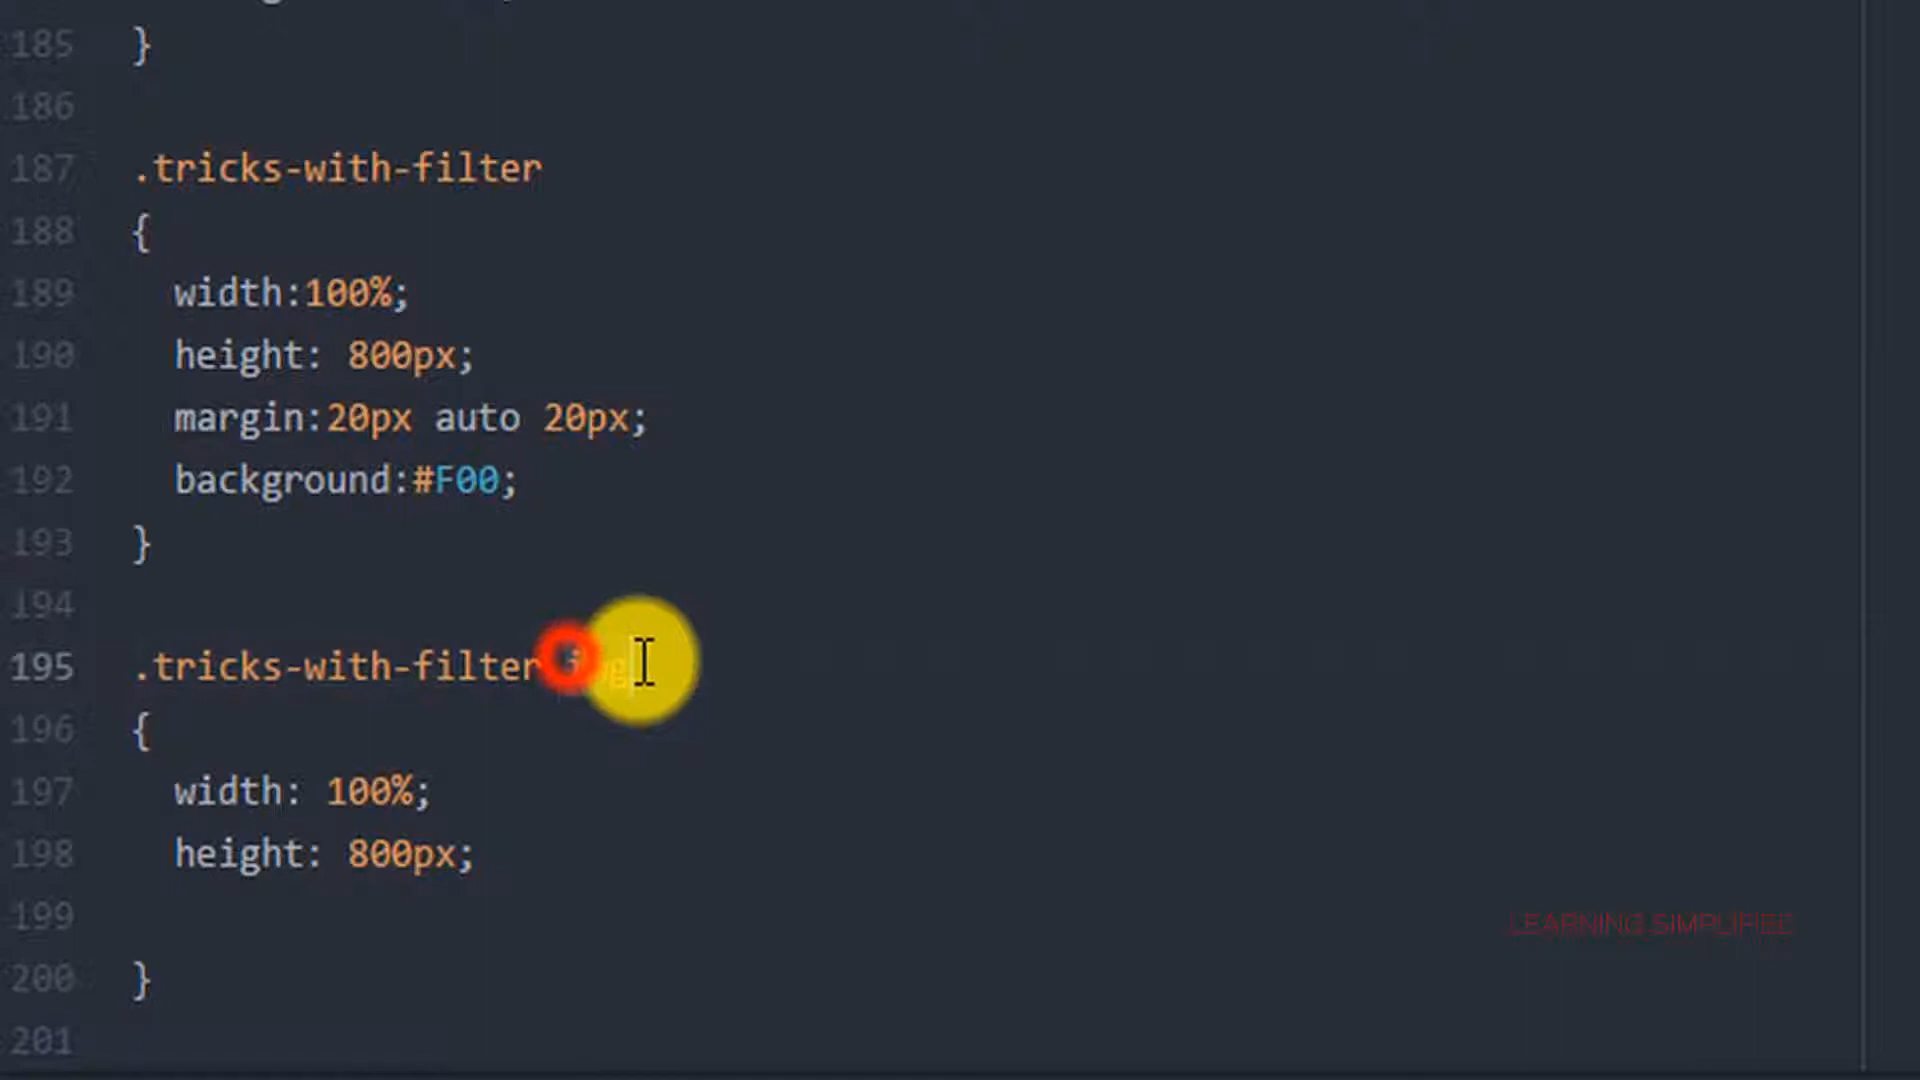 185 }
186
187 .tricks-with-filter
188 {
189 width:100%;
190 height: 800px;
191 margin:20px auto 20px;
192 background:#F00;
193 }
194
195 .tricks-with-filter img
196 {
197 width: 100%;
198 height: 800px;
199
LEARNING SIMPLIFIED
200 }
201